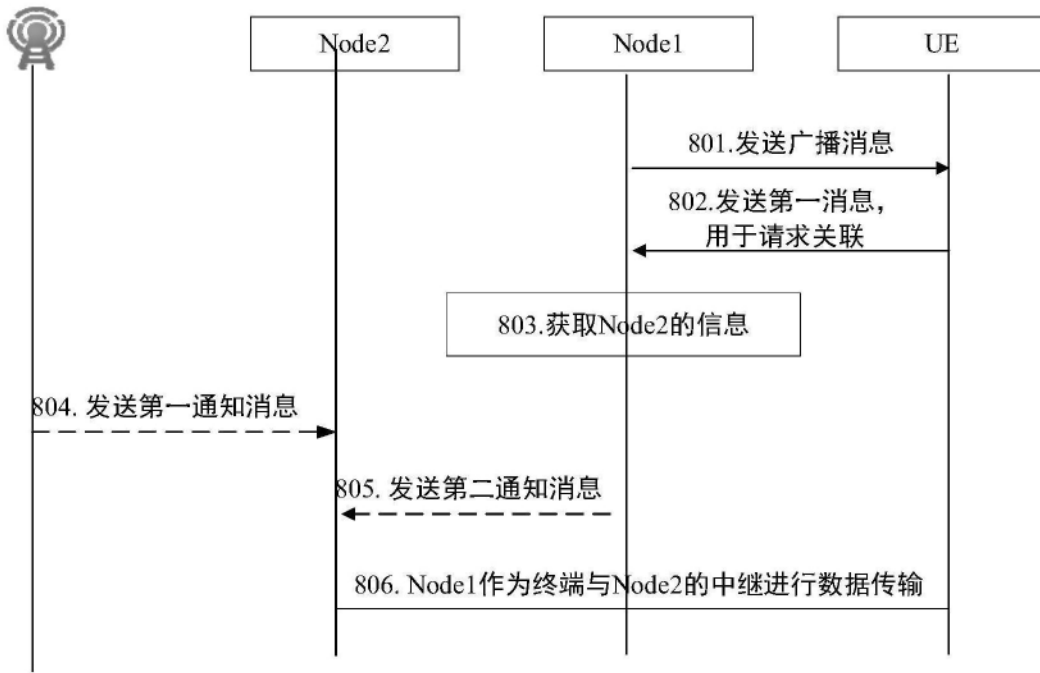 Node2
Node1
UE
801.发送广播消息
802.发送第一消息，
用于请求关联
803.获取Node2的信息
804. 发送第一通知消息
805. 发送第二通知消息
806. Node1作为终端与Node2的中继进行数据传输